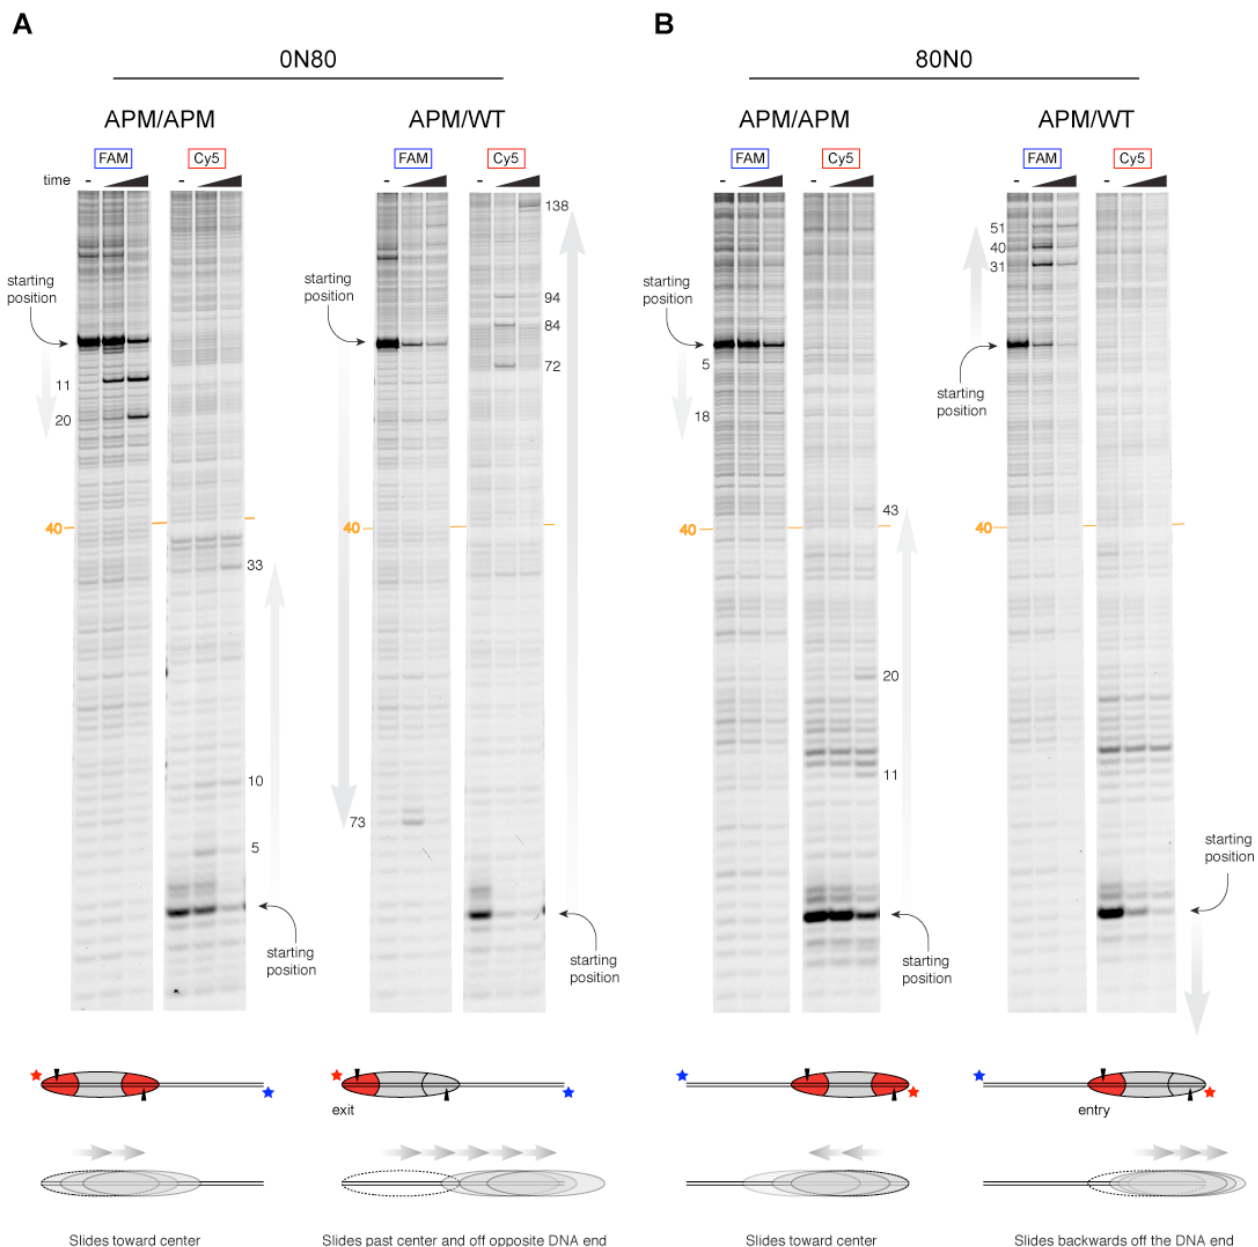 A
B
0N80
80N0
APM/APM
APM/WT
APM/APM
APM/WT
FAM
Cy5
FAM
Cy5
FAM
Cy5
FAM
Cy5
time
-
-
-
-
-
-
-
-
starting
position
11
20
40
33
10
5
starting
position
starting
position
40
73
138
94
84
72
starting
position
starting
position
5
18
40
43
20
11
starting
position
51
40
31
starting
position
40
starting
position
exit
entry
Slides toward center
Slides past center and off opposite DNA end
Slides toward center
Slides backwards off the DNA end